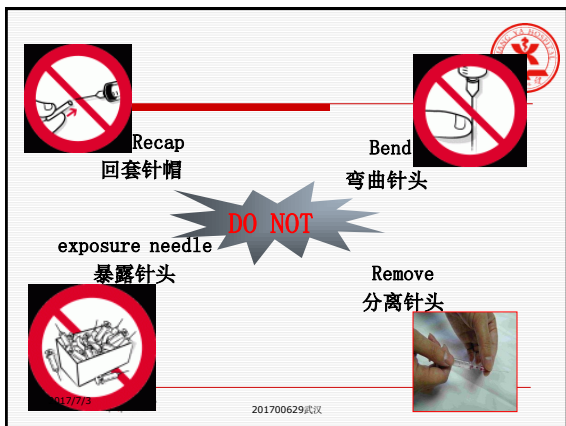 Recap
回套针帽
Bend
弯曲针头
DO NOT
exposure needle
暴露针头
Remove
分离针头
2017/7/3
201700629武汉